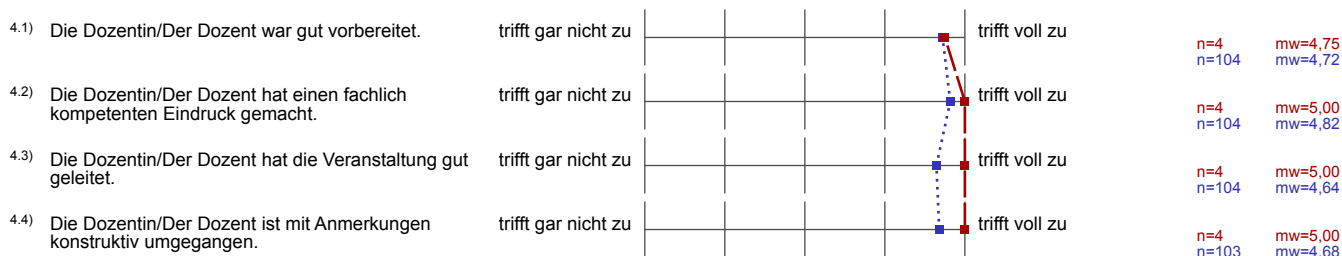 4.1) Die Dozentin/Der Dozent war gut vorbereitet. trifft gar nicht zu trifft voll zu
n=4 mw=4,75
n=104 mw=4,72
4.2) Die Dozentin/Der Dozent hat einen fachlich trifft gar nicht zu trifft voll zu
kompetenten Eindruck gemacht.
n=4 mw=5,00
n=104 mw=4,82
4.3) Die Dozentin/Der Dozent hat die Veranstaltung gut trifft gar nicht zu trifft voll zu
geleitet.
n=4 mw=5,00
n=104 mw=4,64
4.4) Die Dozentin/Der Dozent ist mit Anmerkungen trifft gar nicht zu trifft voll zu
konstruktiv umgegangen.
n=4 mw=5,00
n=103 mw=4,68